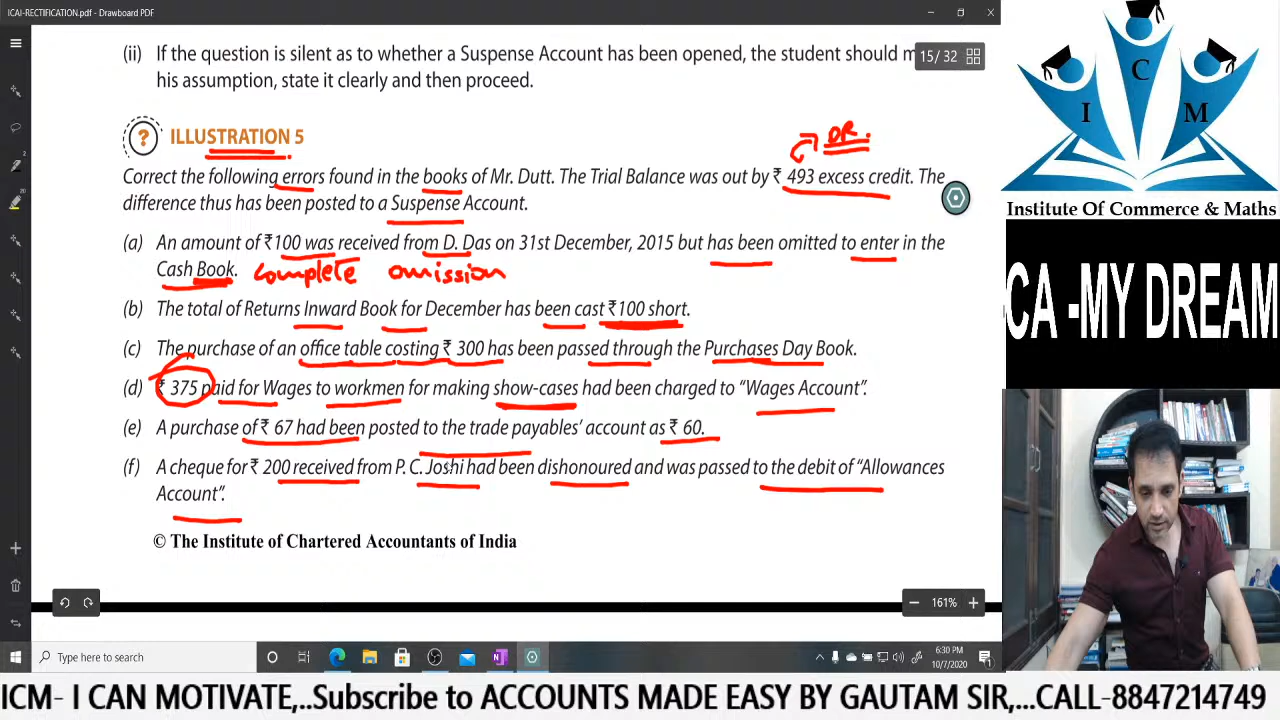 ICAI-RECTIFICATION.pdf - Drawboard PDF
(ii) If the question is silent as to whether a Suspense Account has been opened, the student should m
15/ 32
his assumption, state it clearly and then proceed.
? ILLUSTRATION 5
DR.
Correct the following errors found in the books of Mr. Dutt. The Trial Balance was out by ₹ 493 excess credit. The
difference thus has been posted to a Suspense Account.
(a) An amount of ₹100 was received from D. Das on 31st December, 2015 but has been omitted to enter in the
Cash Book. complete omission
(b) The total of Returns Inward Book for December has been cast ₹100 short.
(c) The purchase of an office table costing ₹ 300 has been passed through the Purchases Day Book.
(d) ₹ 375 paid for Wages to workmen for making show-cases had been charged to “Wages Account”.
(e) A purchase of ₹ 67 had been posted to the trade payables’ account as ₹ 60.
(f) A cheque for ₹ 200 received from P. C. Joshi had been dishonoured and was passed to the debit of “Allowances
Account”.
© The Institute of Chartered Accountants of India
161%
Type here to search
6:30 PM
10/7/2020
I C M
Institute Of Commerce & Maths
CA -MY DREAM
ICM- I CAN MOTIVATE,..Subscribe to ACCOUNTS MADE EASY BY GAUTAM SIR,...CALL-8847214749